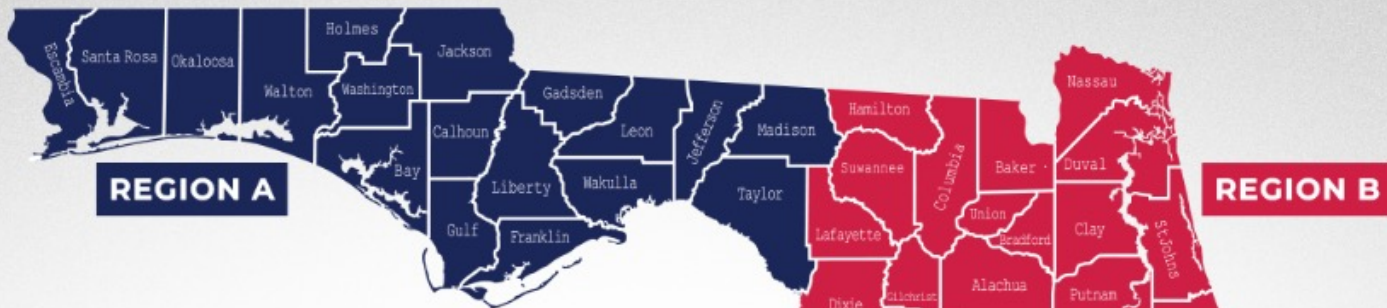 Escambia
Santa Rosa
Okaloosa
Walton
Holmes
Washington
Jackson
Bay
Calhoun
Gulf
Liberty
Franklin
Gadsden
Leon
Wakulla
Jefferson
Madison
Taylor
REGION A
Hamilton
Suwannee
Lafayette
Columbia
Baker
Union
Bradford
Nassau
Duval
Clay
St Johns
Dixie
Gilchrist
Alachua
Putnam
REGION B